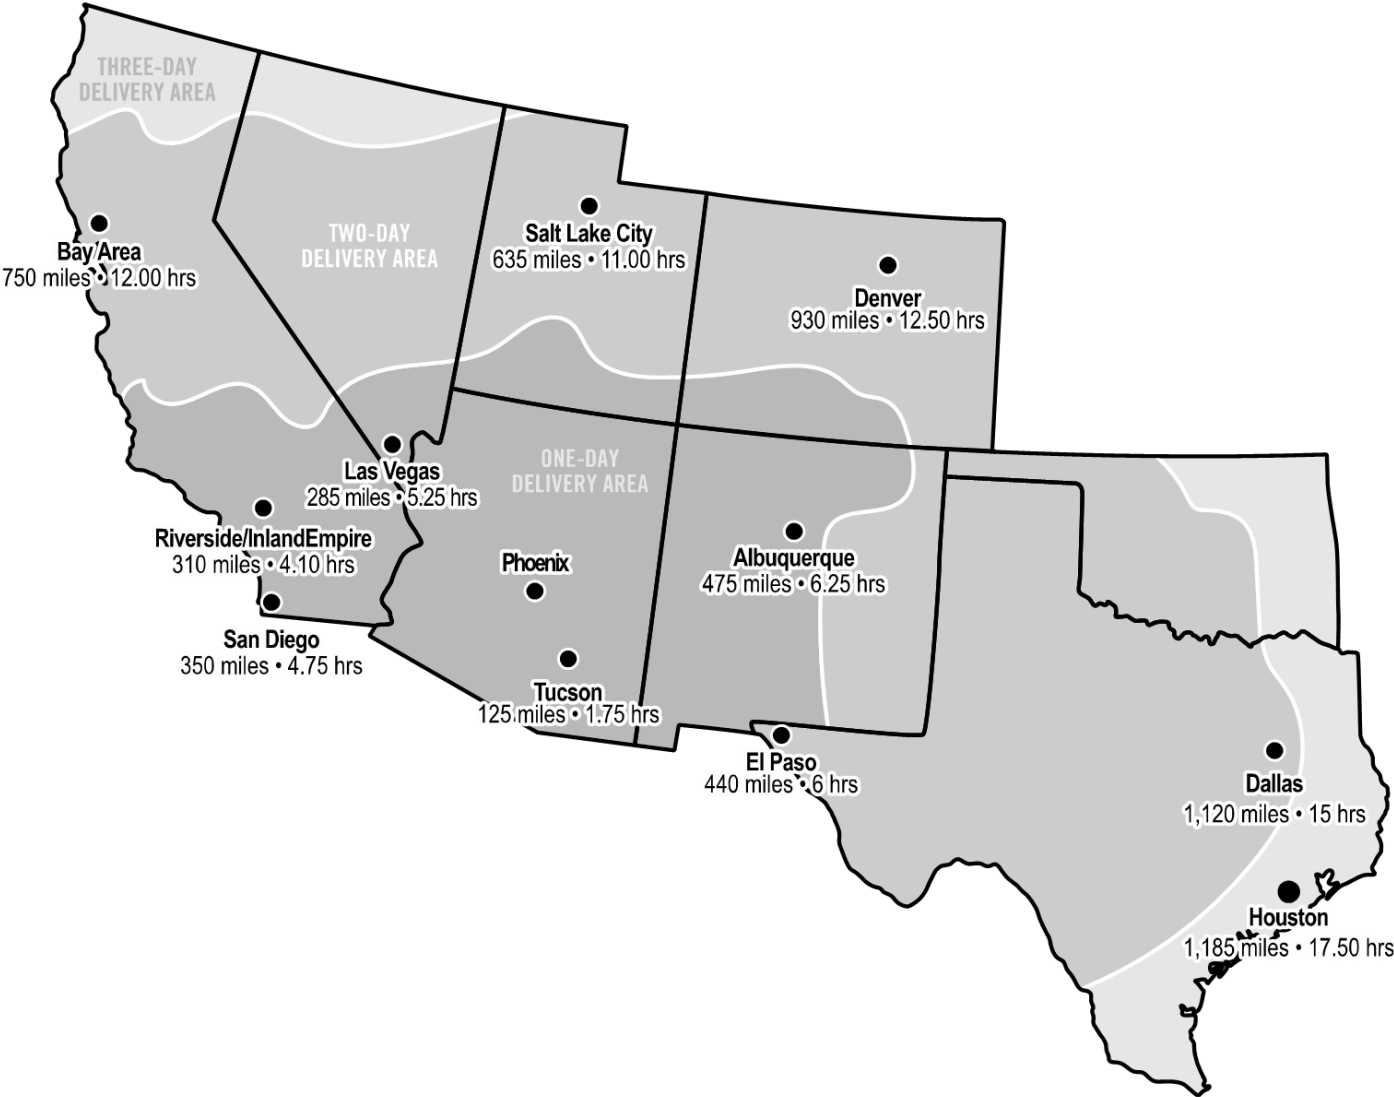 THREE-DAY
DELIVERY AREA
TWO-DAY
DELIVERY AREA
Salt Lake City
635 miles • 11.00 hrs
Bay Area
750 miles • 12.00 hrs
Denver
930 miles • 12.50 hrs
ONE-DAY
DELIVERY AREA
Las Vegas
285 miles • 5.25 hrs
Riverside/InlandEmpire
310 miles • 4.10 hrs
Phoenix
Albuquerque
475 miles • 6.25 hrs
San Diego
350 miles • 4.75 hrs
Tucson
125 miles • 1.75 hrs
El Paso
440 miles • 6 hrs
Dallas
1,120 miles • 15 hrs
Houston
1,185 miles • 17.50 hrs